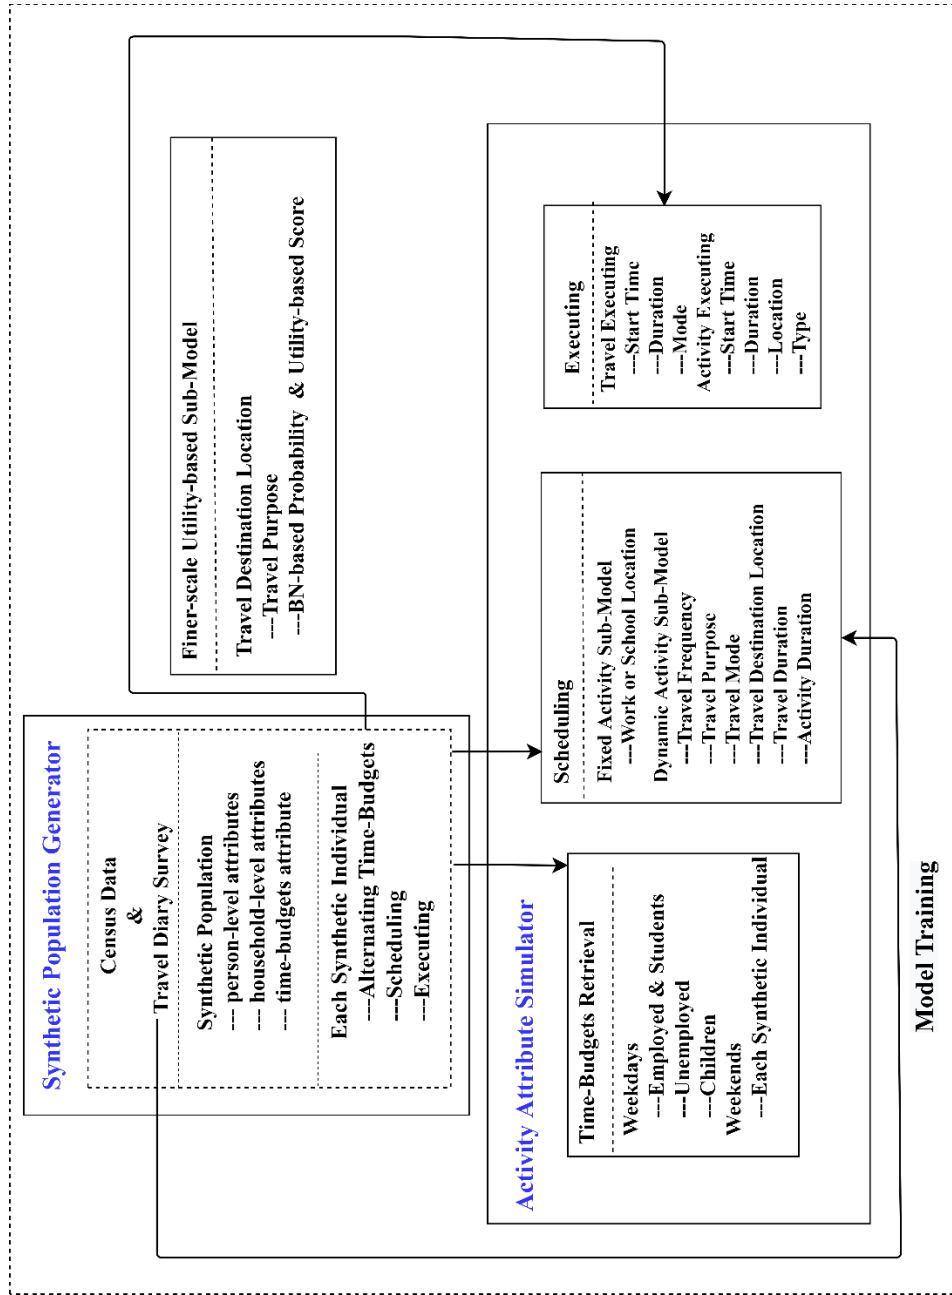 Synthetic Population Generator
Census Data
&
Travel Diary Survey
Synthetic Population
--- person-level attributes
--- household-level attributes
--- time-budgets attribute
Each Synthetic Individual
---Alternating Time-Budgets
---Scheduling
---Executing
Finer-scale Utility-based Sub-Model
Travel Destination Location
---Travel Purpose
---BN-based Probability & Utility-based Score
Activity Attribute Simulator
Time-Budgets Retrieval
Weekdays
---Employed & Students
---Unemployed
---Children
Weekends
---Each Synthetic Individual
Scheduling
Fixed Activity Sub-Model
---Work or School Location
Dynamic Activity Sub-Model
---Travel Frequency
---Travel Purpose
---Travel Mode
---Travel Destination Location
---Travel Duration
---Activity Duration
Executing
Travel Executing
---Start Time
---Duration
---Mode
Activity Executing
---Start Time
---Duration
---Location
---Type
Model Training